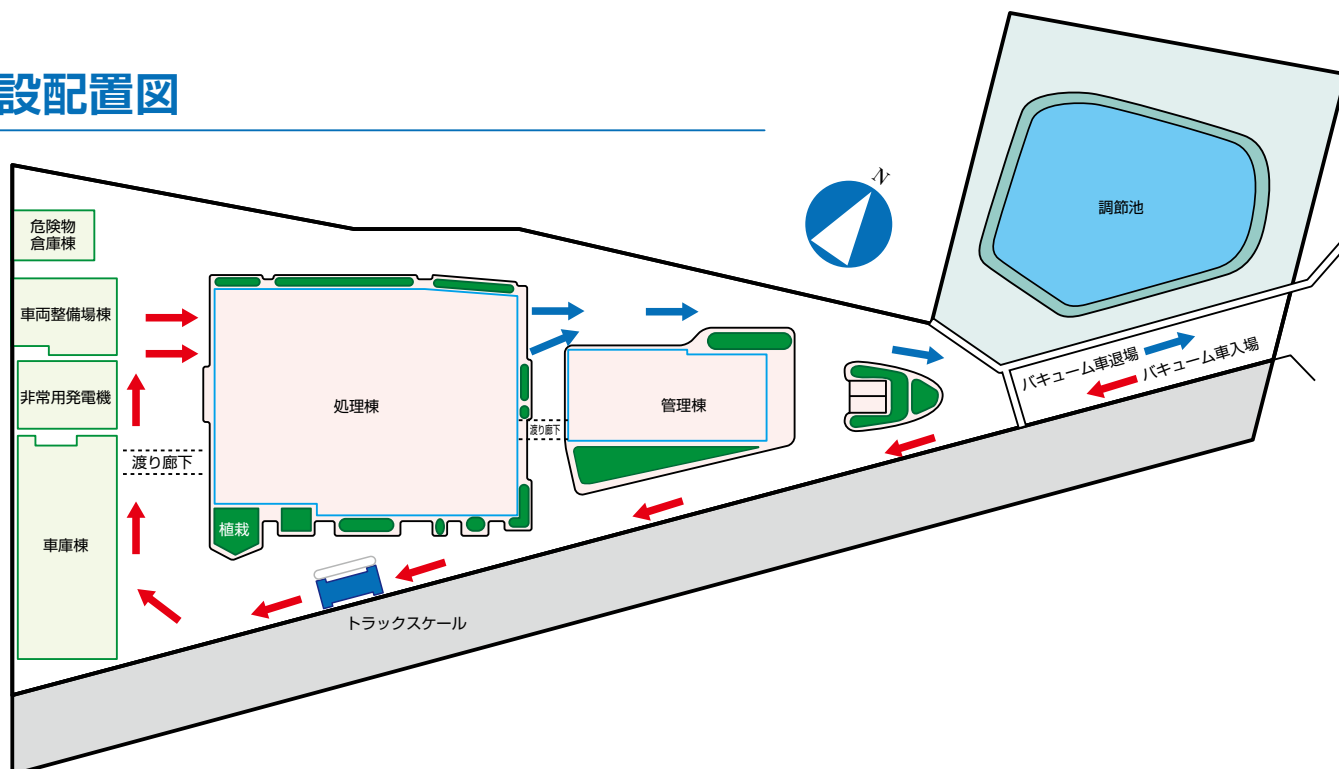 設配置図
N
調節池
危険物
倉庫棟
車両整備場棟
非常用発電機
処理棟
管理棟
渡り廊下
渡り廊下
バキューム車退場
バキューム車入場
植栽
車庫棟
トラックスケール